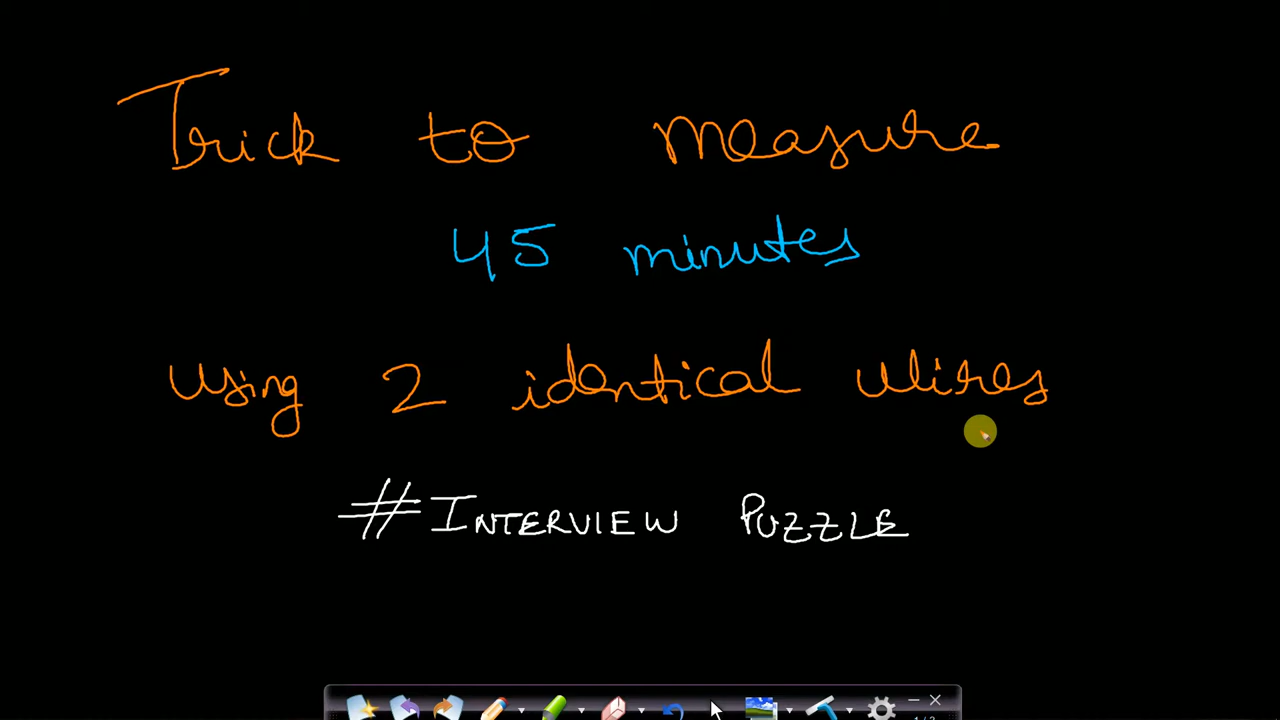 Trick to measure
45 minutes
Using 2 identical wires
#INTERVIEW PUZZLE